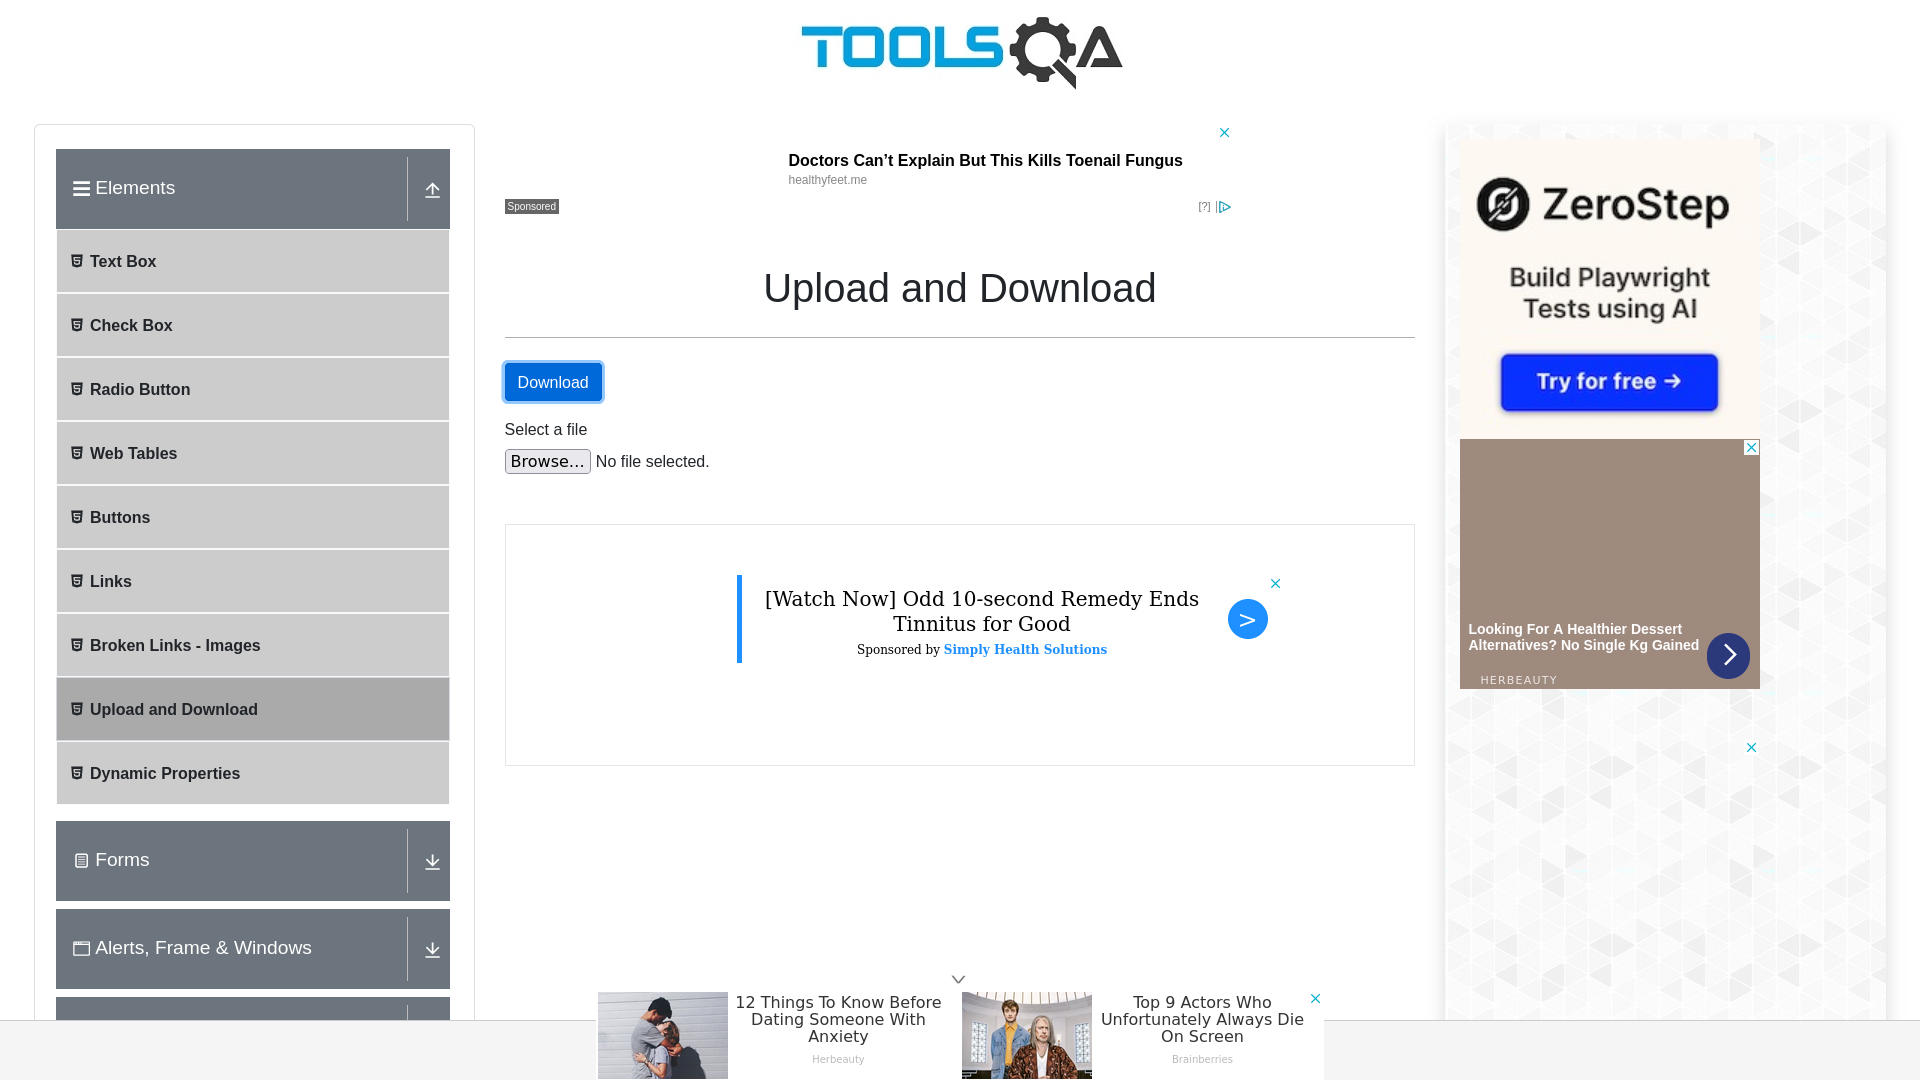 TOOLSQA
Elements
Text Box
Check Box
Radio Button
Web Tables
Buttons
Links
Broken Links - Images
Upload and Download
Dynamic Properties
Forms
Alerts, Frame & Windows
Doctors Can’t Explain But This Kills Toenail Fungus
healthyfeet.me
Sponsored
[?]
Upload and Download
Download
Select a file
Browse... No file selected.
[Watch Now] Odd 10-second Remedy Ends
Tinnitus for Good
Sponsored by Simply Health Solutions
>
ZeroStep
Build Playwright
Tests using AI
Try for free →
Looking For A Healthier Dessert
Alternatives? No Single Kg Gained
HERBEAUTY
12 Things To Know Before
Dating Someone With
Anxiety
Herbeauty
Top 9 Actors Who
Unfortunately Always Die
On Screen
Brainberries